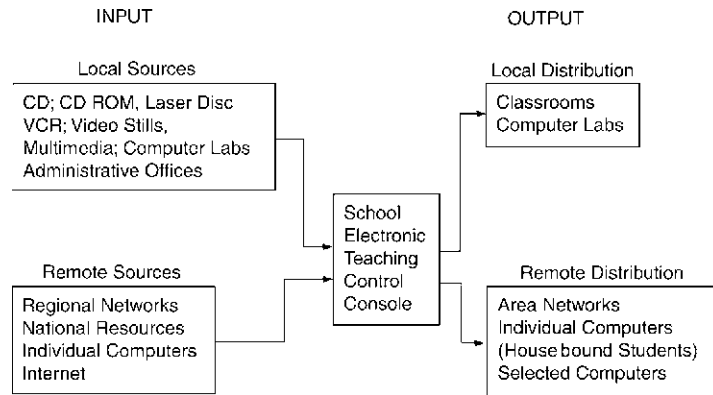 INPUT
Local Sources
CD; CD ROM, Laser Disc
VCR; Video Stills,
Multimedia; Computer Labs
Administrative Offices
Remote Sources
Regional Networks
National Resources
Individual Computers
Internet
School
Electronic
Teaching
Control
Console
OUTPUT
Local Distribution
Classrooms
Computer Labs
Remote Distribution
Area Networks
Individual Computers
(Housebound Students)
Selected Computers